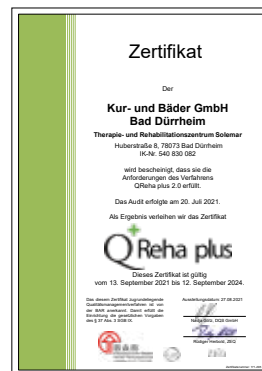 Zertifikat
Der
Kur- und Bäder GmbH
Bad Dürrheim
Therapie- und Rehabilitationszentrum Solemar
Huberstraße 8, 78073 Bad Dürrheim
IK-Nr. 540 830 082
wird bescheinigt, dass sie die
Anforderungen des Verfahrens
QReha plus 2.0 erfüllt.
Das Audit erfolgte am 20. Juli 2021.
Als Ergebnis verleihen wir das Zertifikat
QReha plus
Dieses Zertifikat ist gültig
vom 13. September 2021 bis 12. September 2024.
Das diesem Zertifikat zugrundeliegende
Qualitätsmanagementverfahren ist von
der BAR anerkannt. Damit erfüllt die
Einrichtung die gesetzlichen Vorgaben
des § 37 Abs. 3 SGB IX.
Ausstellungsdatum 27.08.2021
DQS GmbH
Rüdiger Herbold, ZEQ
BAR